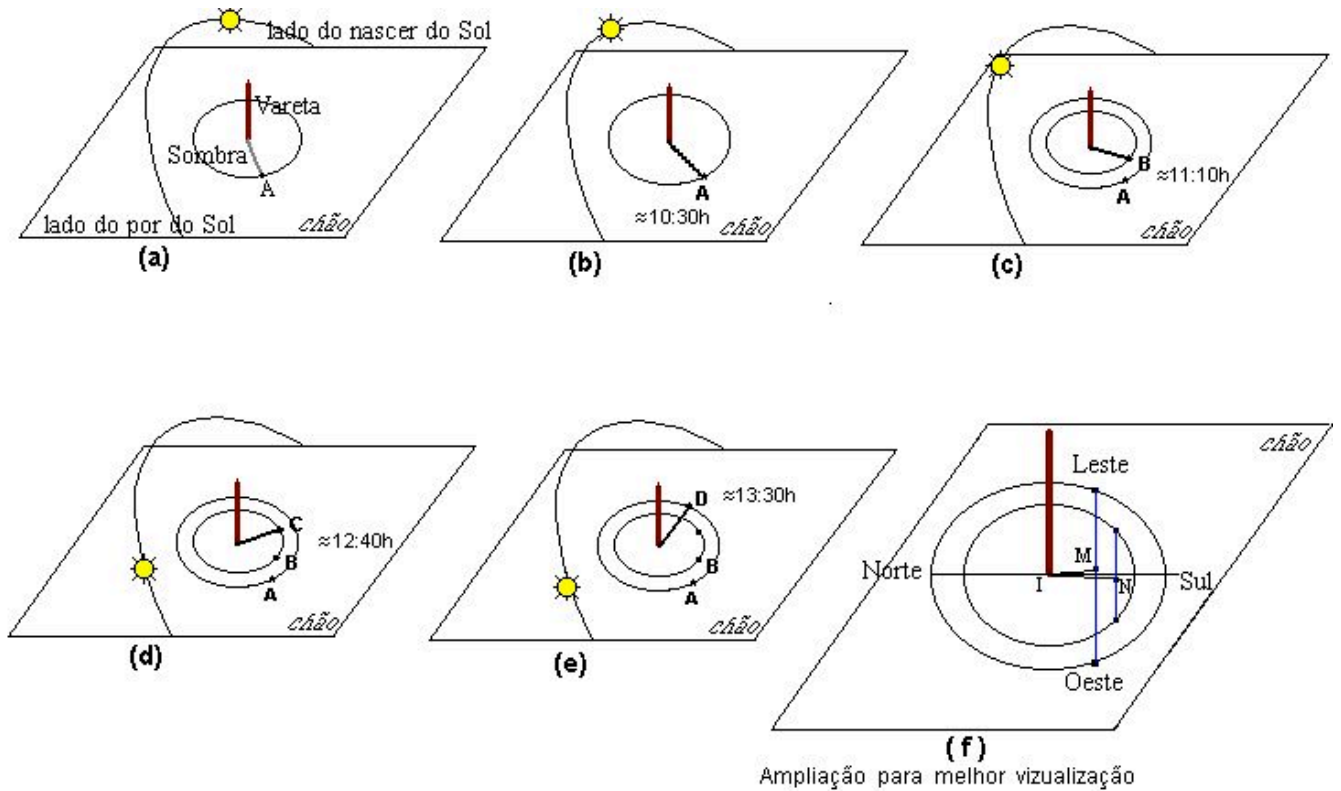 lado do nascer do Sol
Vareta
Sombra
A
lado do por do Sol
chão
(a)
A
≈10:30h
chão
(b)
B
≈11:10h
A
chão
(c)
C
≈12:40h
B
A
chão
(d)
D
≈13:30h
B
A
chão
(e)
chão
Leste
Norte
M
Sul
I
N
Oeste
(f)
Ampliação para melhor vizualização